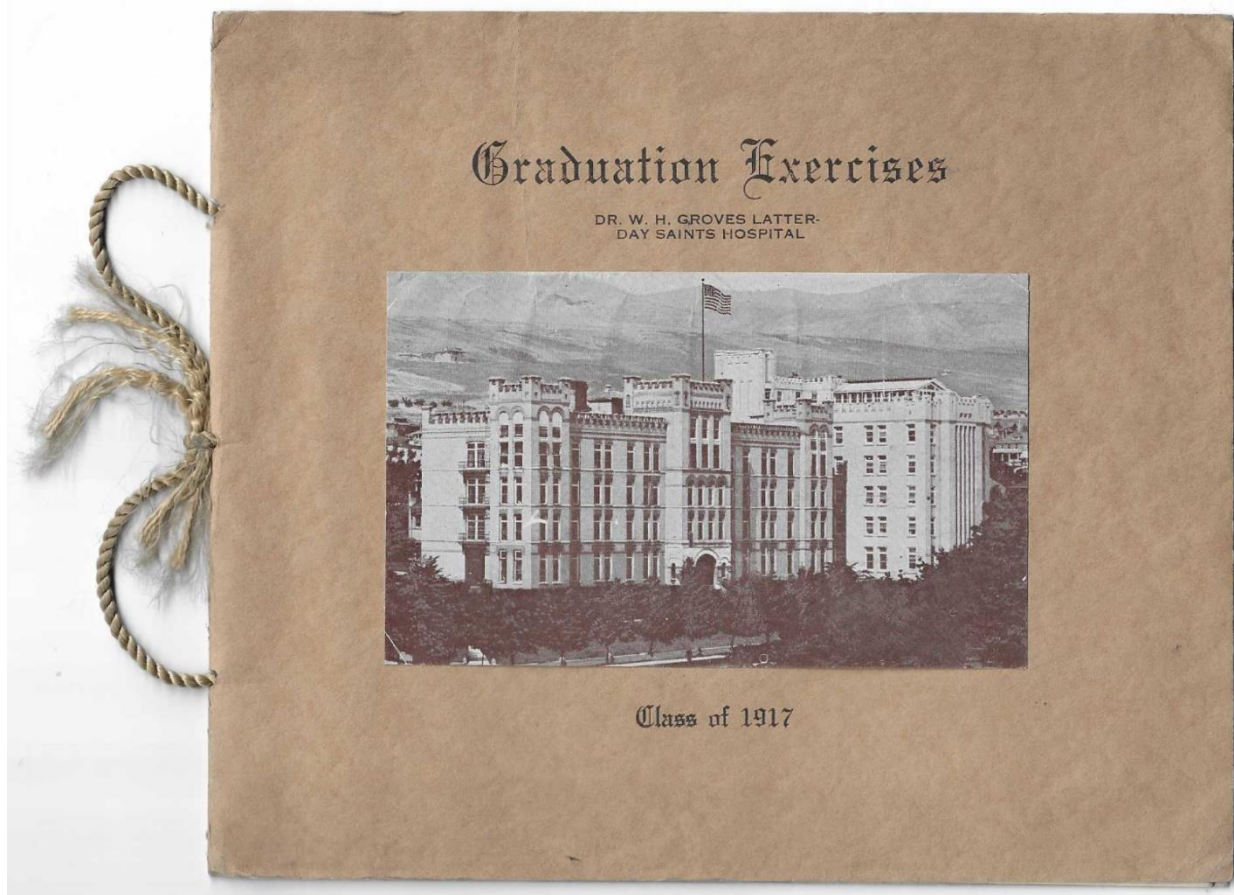 Graduation Exercises
DR. W. H. GROVES LATTER-
DAY SAINTS HOSPITAL
Class of 1917